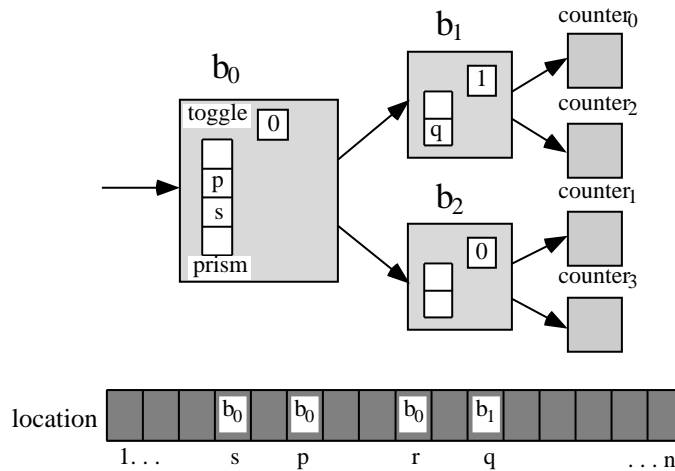 counter0
b1
b0
1
toggle
0
counter2
q
p
s
prism
b2
counter1
0
counter3
location
b0 b0 b0 b1
1 . . . s p r q . . . n